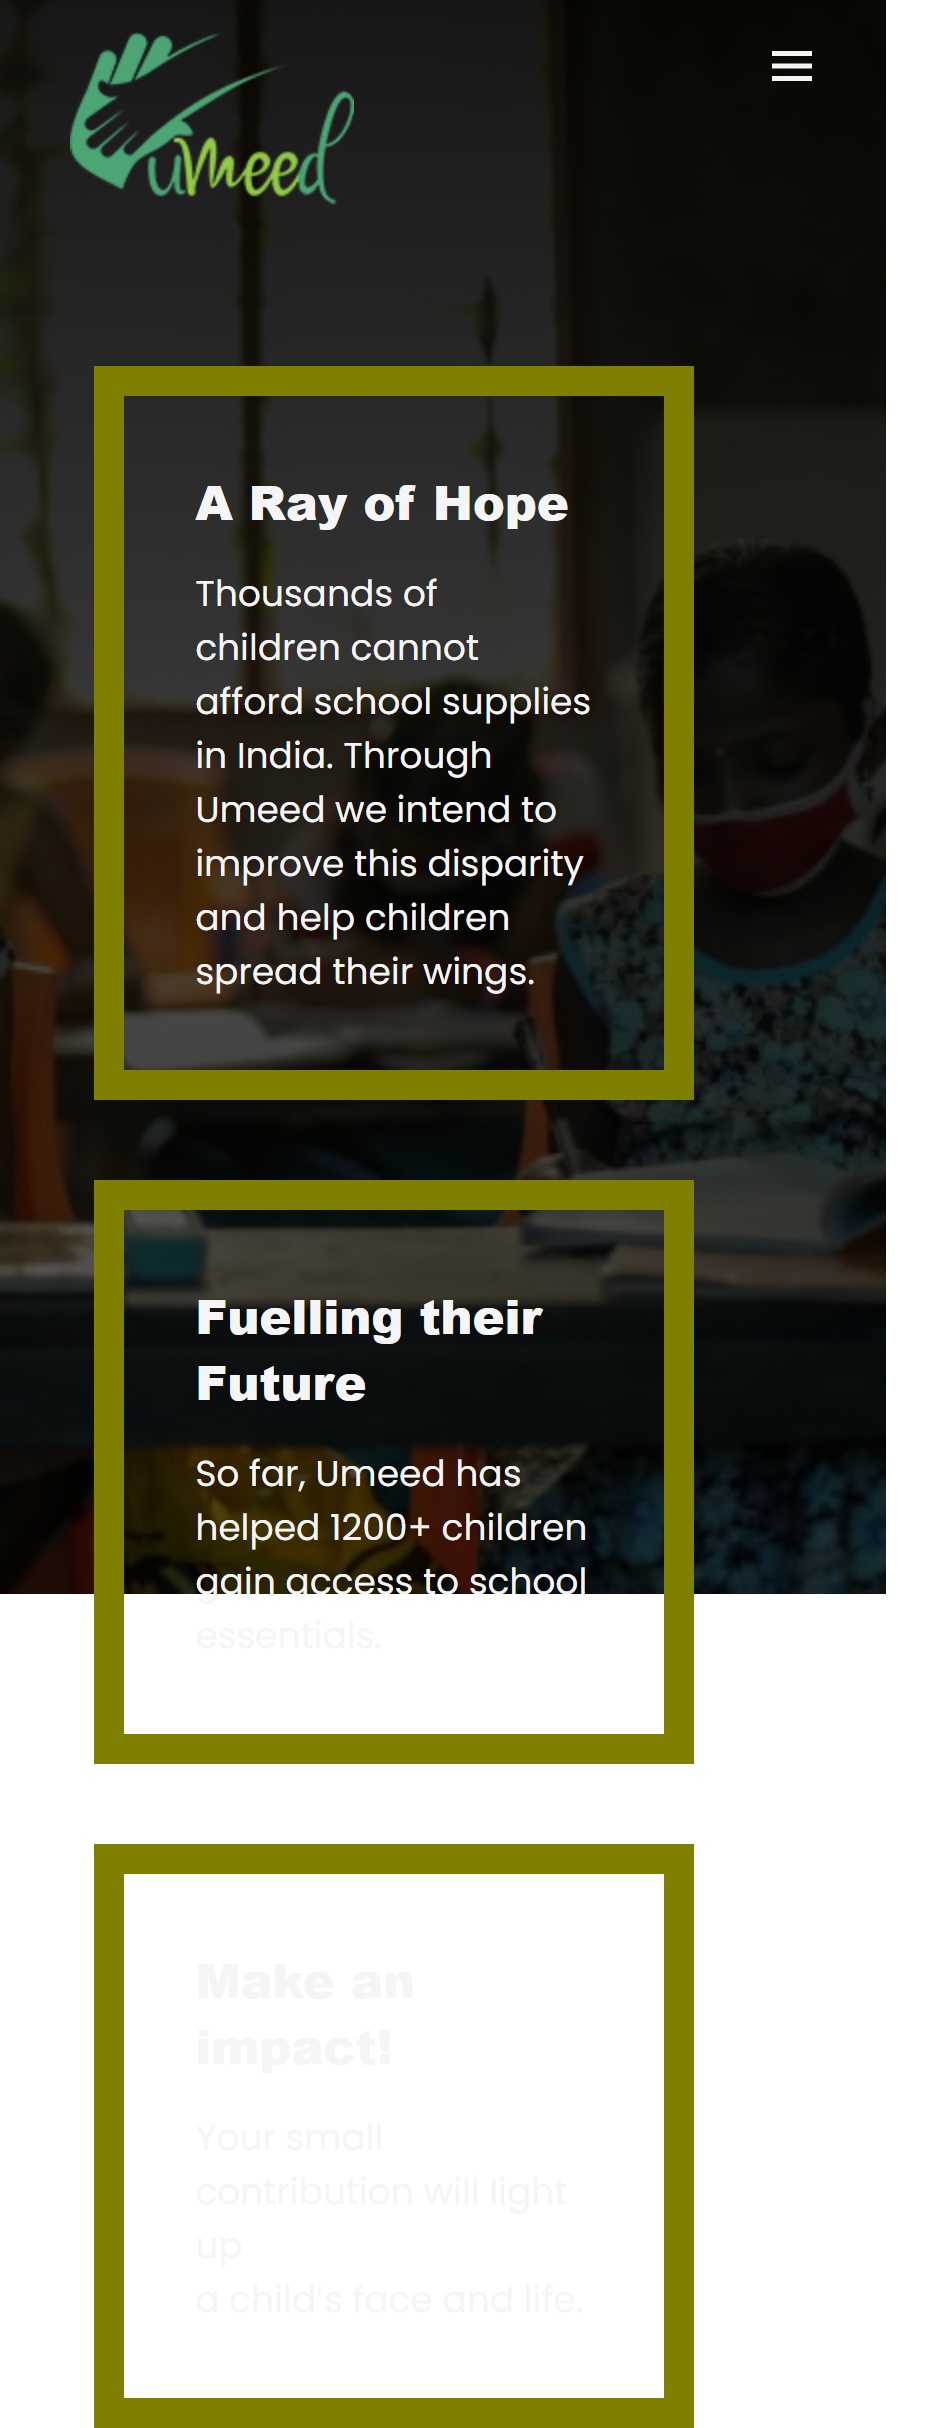 umeed
A Ray of Hope
Thousands of
children cannot
afford school supplies
in India. Through
Umeed we intend to
improve this disparity
and help children
spread their wings.
Fuelling their
Future
So far, Umeed has
helped 1200+ children
gain access to school
essentials.
Make an
impact!
Your small
contribution will light
up
a child's face and life.